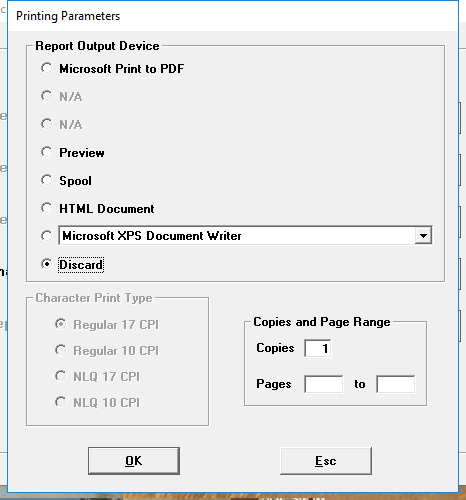 Printing Parameters
Report Output Device
Microsoft Print to PDF
N/A
N/A
Preview
Spool
HTML Document
Microsoft XPS Document Writer
Discard
Character Print Type
Regular 17 CPI
Regular 10 CPI
NLQ 17 CPI
NLQ 10 CPI
Copies and Page Range
Copies 1
Pages to
OK
Esc